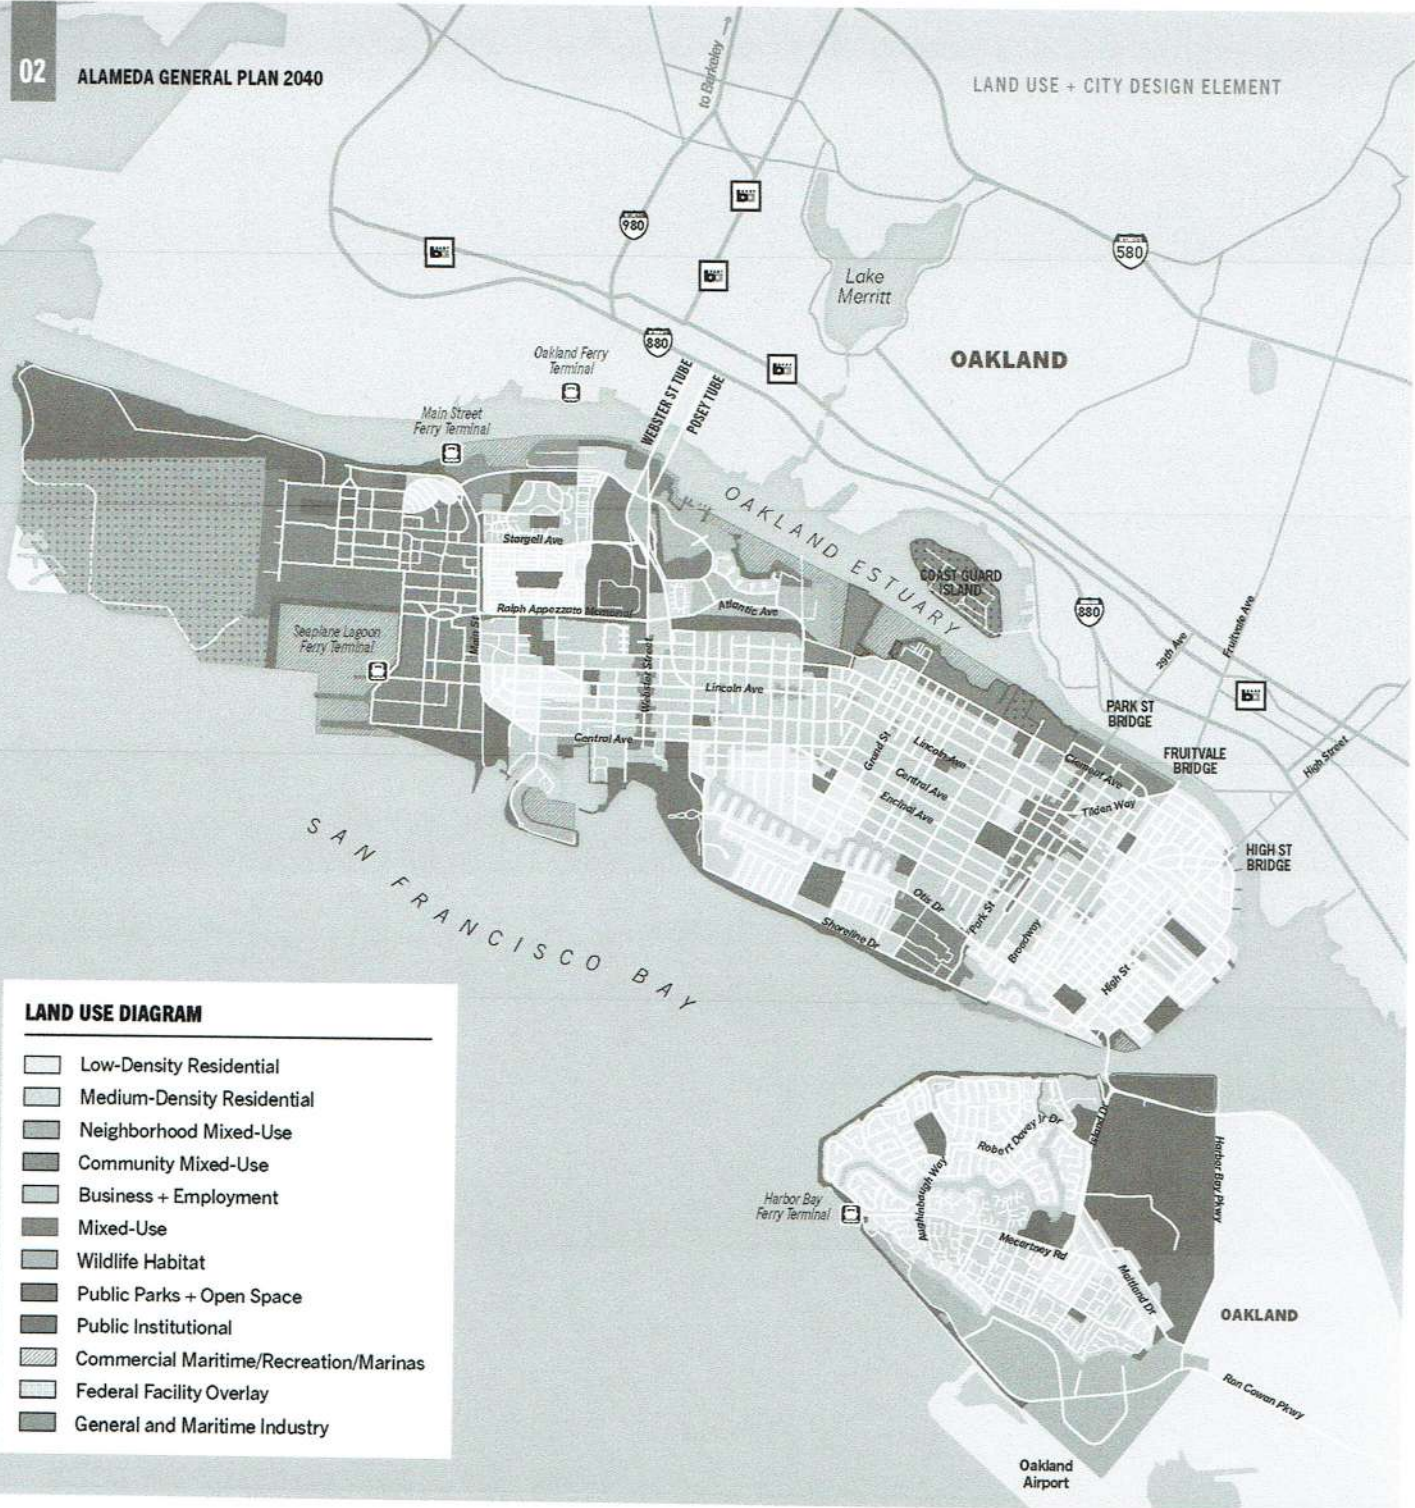 02
ALAMEDA GENERAL PLAN 2040
LAND USE + CITY DESIGN ELEMENT
to Berkeley
980
580
Lake
Merritt
880
Oakland Ferry
Terminal
OAKLAND
WEBSTER ST TUBE
POSEY TUBE
Main Street
Ferry Terminal
OAKLAND ESTUARY
Stargell Ave
COAST GUARD
ISLAND
880
Ralph Appezzato Memorial
Atlantic Ave
Fruitvale Ave
29th Ave
Seaplane Lagoon
Ferry Terminal
Main St
Webster Street
Lincoln Ave
PARK ST
BRIDGE
Central Ave
Grand St
Lincoln Ave
FRUITVALE
BRIDGE
High Street
Clement Ave
Central Ave
Encinal Ave
Tilden Way
HIGH ST
BRIDGE
SAN FRANCISCO BAY
Otis Dr
Park St
Shoreline Dr
Broadway
High St
LAND USE DIAGRAM
Low-Density Residential
Medium-Density Residential
Neighborhood Mixed-Use
Community Mixed-Use
Business + Employment
Mixed-Use
Wildlife Habitat
Public Parks + Open Space
Public Institutional
Commercial Maritime/Recreation/Marinas
Federal Facility Overlay
General and Maritime Industry
Robert Davey Jr Dr
Island Dr
Harbor Bay Pkwy
Aughinbaugh Way
Harbor Bay
Ferry Terminal
Mecartney Rd
Maitland Dr
OAKLAND
Ron Cowan Pkwy
Oakland
Airport